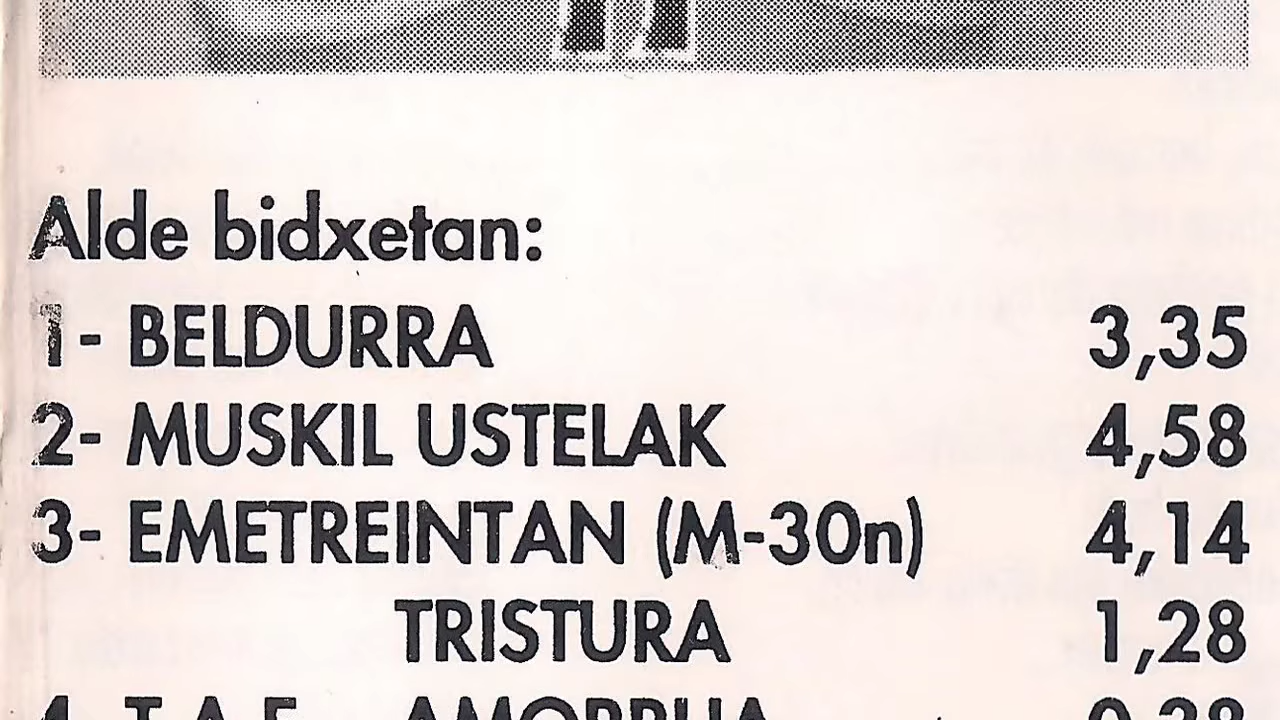 Alde bidxetan:
1- BELDURRA 3,35
2- MUSKIL USTELAK 4,58
3- EMETREINTAN (M-30n) 4,14
TRISTURA 1,28